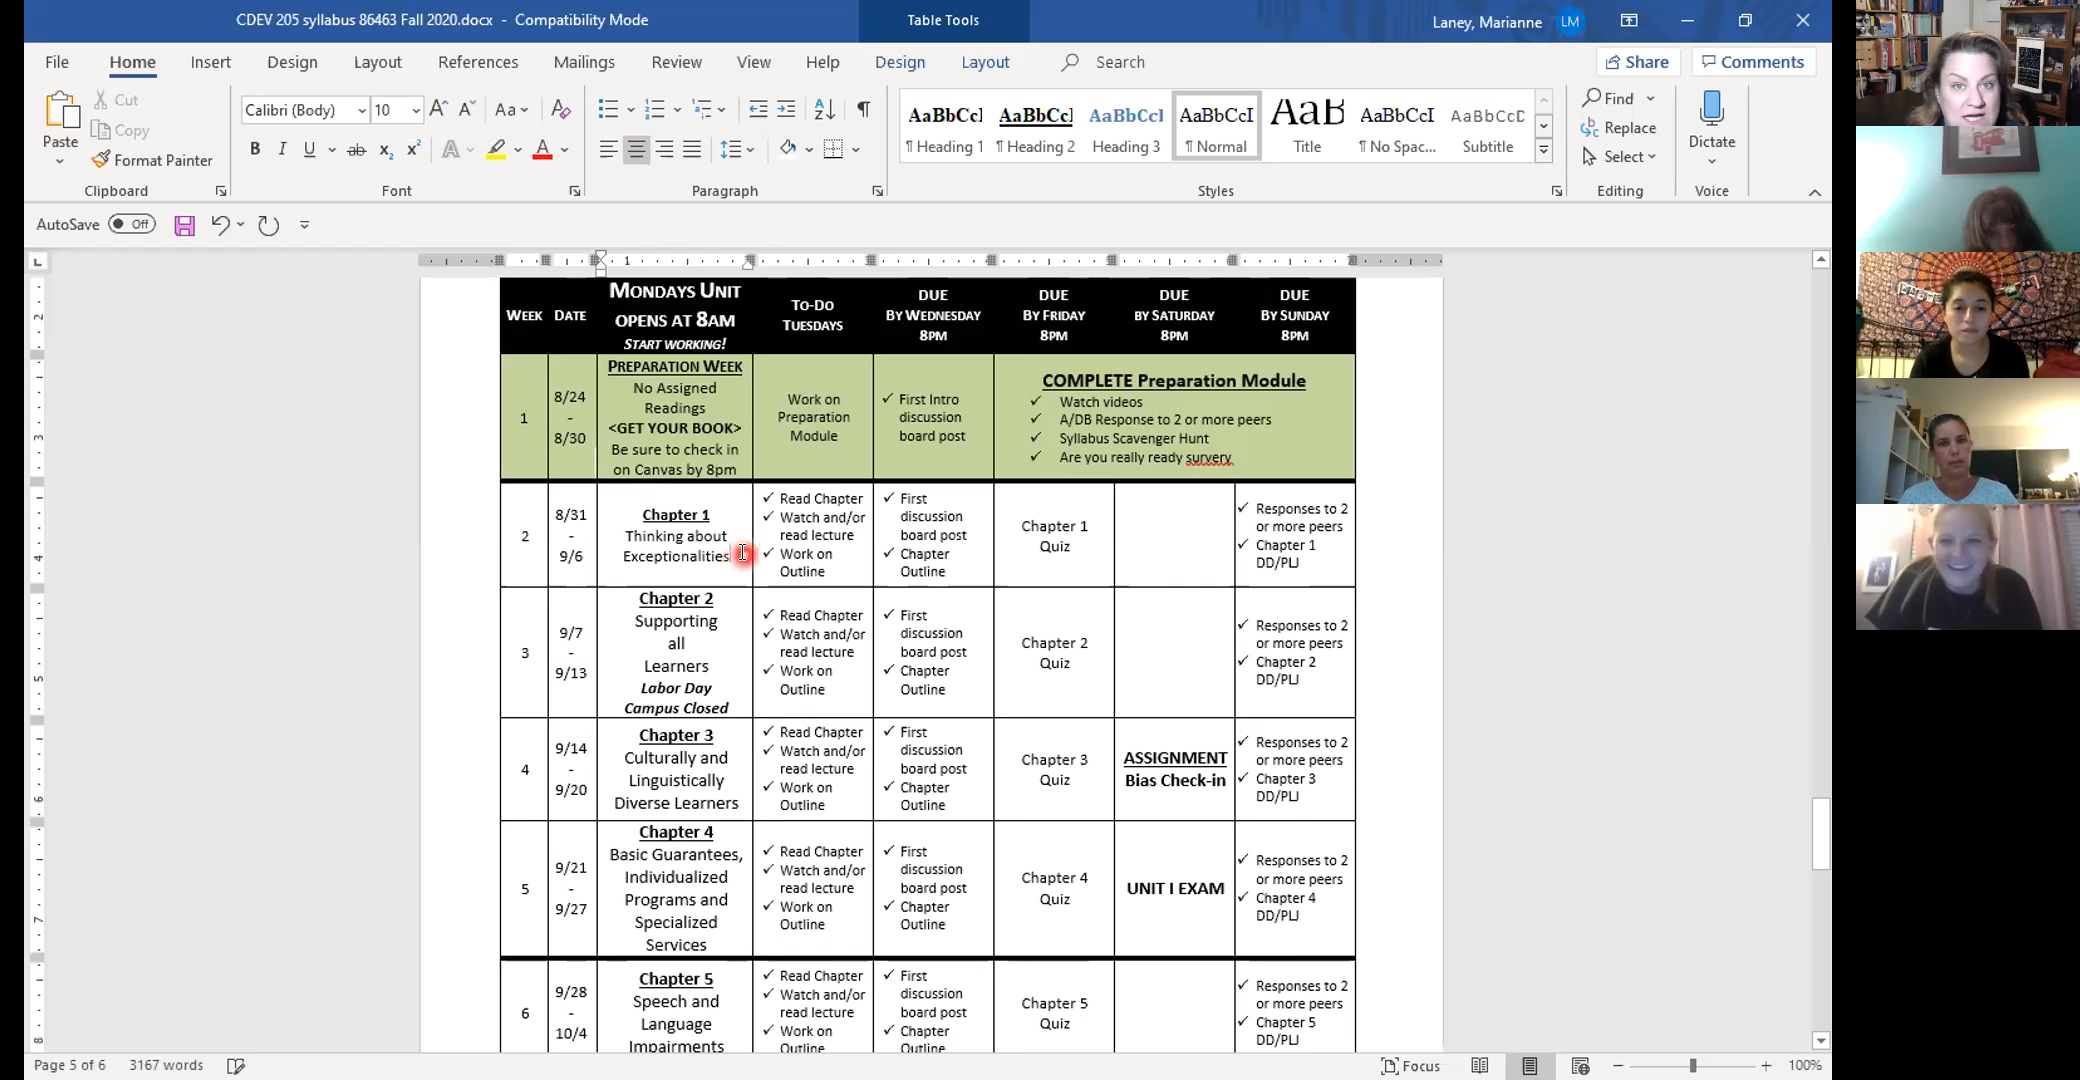 CDEV 205 syllabus 86463 Fall 2020.docx - Compatibility Mode
Table Tools
Laney, Marianne
LM
File
Home
Insert
Design
Layout
References
Mailings
Review
View
Help
Design
Layout
Search
Share
Comments
Paste
Cut
Copy
Format Painter
Clipboard
Calibri (Body)
10
Aa
B I U ab x₂ x²
A
Font
Paragraph
AaBbCcI
¶ Heading 1
AaBbCcI
¶ Heading 2
AaBbCcI
Heading 3
AaBbCcI
¶ Normal
AaB
Title
AaBbCcI
¶ No Spac...
AaBbCcD
Subtitle
Styles
Find
Replace
Select
Editing
Dictate
Voice
AutoSave Off
WEEK
DATE
MONDAYS UNIT
OPENS AT 8AM
START WORKING!
TO-DO
TUESDAYS
DUE
BY WEDNESDAY
8PM
DUE
BY FRIDAY
8PM
DUE
BY SATURDAY
8PM
DUE
BY SUNDAY
8PM
1
8/24
-
8/30
PREPARATION WEEK
No Assigned
Readings
<GET YOUR BOOK>
Be sure to check in
on Canvas by 8pm
Work on
Preparation
Module
✓ First Intro
discussion
board post
COMPLETE Preparation Module
✓ Watch videos
✓ A/DB Response to 2 or more peers
✓ Syllabus Scavenger Hunt
✓ Are you really ready survery
2
8/31
-
9/6
Chapter 1
Thinking about
Exceptionalities
✓ Read Chapter
✓ Watch and/or
read lecture
✓ Work on
Outline
✓ First
discussion
board post
✓ Chapter
Outline
Chapter 1
Quiz
✓ Responses to 2
or more peers
✓ Chapter 1
DD/PLJ
3
9/7
-
9/13
Chapter 2
Supporting
all
Learners
Labor Day
Campus Closed
✓ Read Chapter
✓ Watch and/or
read lecture
✓ Work on
Outline
✓ First
discussion
board post
✓ Chapter
Outline
Chapter 2
Quiz
✓ Responses to 2
or more peers
✓ Chapter 2
DD/PLJ
4
9/14
-
9/20
Chapter 3
Culturally and
Linguistically
Diverse Learners
✓ Read Chapter
✓ Watch and/or
read lecture
✓ Work on
Outline
✓ First
discussion
board post
✓ Chapter
Outline
Chapter 3
Quiz
ASSIGNMENT
Bias Check-in
✓ Responses to 2
or more peers
✓ Chapter 3
DD/PLJ
5
9/21
-
9/27
Chapter 4
Basic Guarantees,
Individualized
Programs and
Specialized
Services
✓ Read Chapter
✓ Watch and/or
read lecture
✓ Work on
Outline
✓ First
discussion
board post
✓ Chapter
Outline
Chapter 4
Quiz
UNIT I EXAM
✓ Responses to 2
or more peers
✓ Chapter 4
DD/PLJ
6
9/28
-
10/4
Chapter 5
Speech and
Language
Impairments
✓ Read Chapter
✓ Watch and/or
read lecture
✓ Work on
Outline
✓ First
discussion
board post
✓ Chapter
Outline
Chapter 5
Quiz
✓ Responses to 2
or more peers
✓ Chapter 5
DD/PLJ
Page 5 of 6
3167 words
Focus
100%